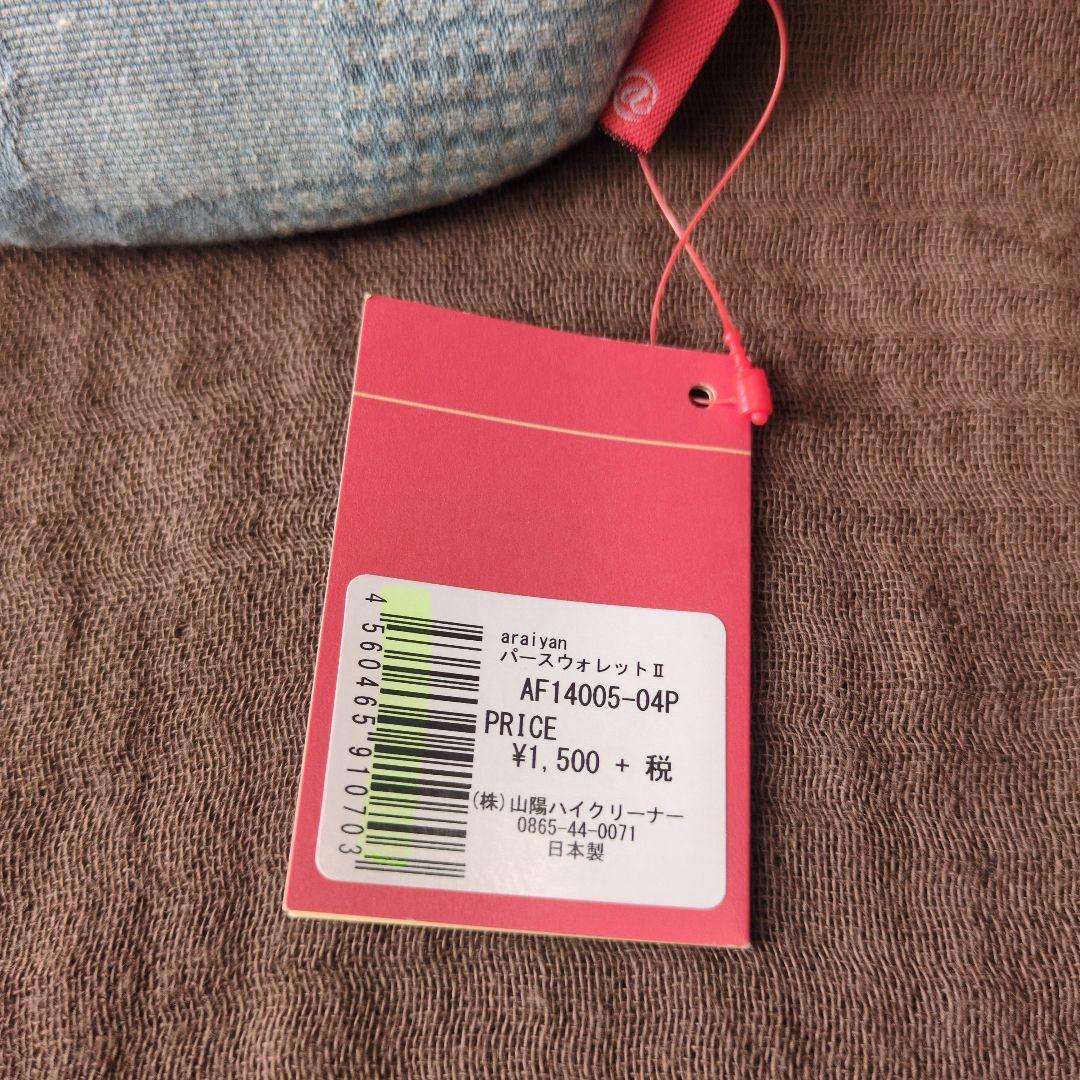 araiyan
パースウォレットⅡ
AF14005-04P
PRICE
¥1,500 + 税
(株)山陽ハイクリーナー
0865-44-0071
日本製
4 560465 910703